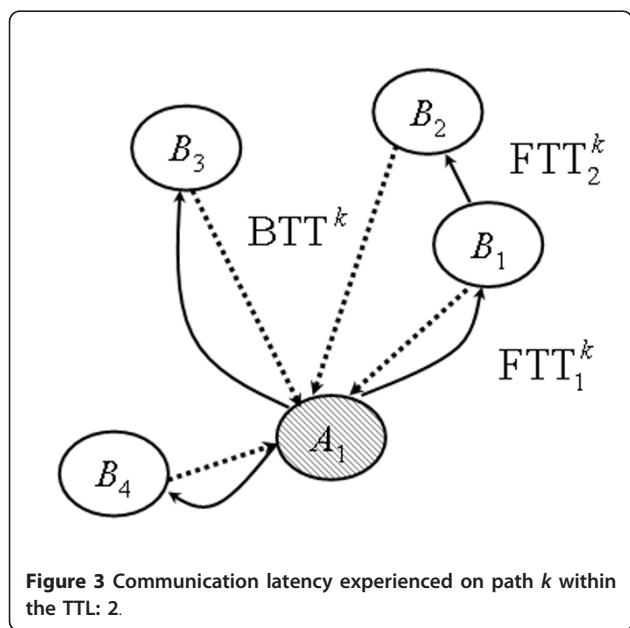 B₂
B₃
FTT₂ᵏ
BTTᵏ
B₁
FTT₁ᵏ
A₁
B₄
Figure 3 Communication latency experienced on path k within
the TTL: 2.